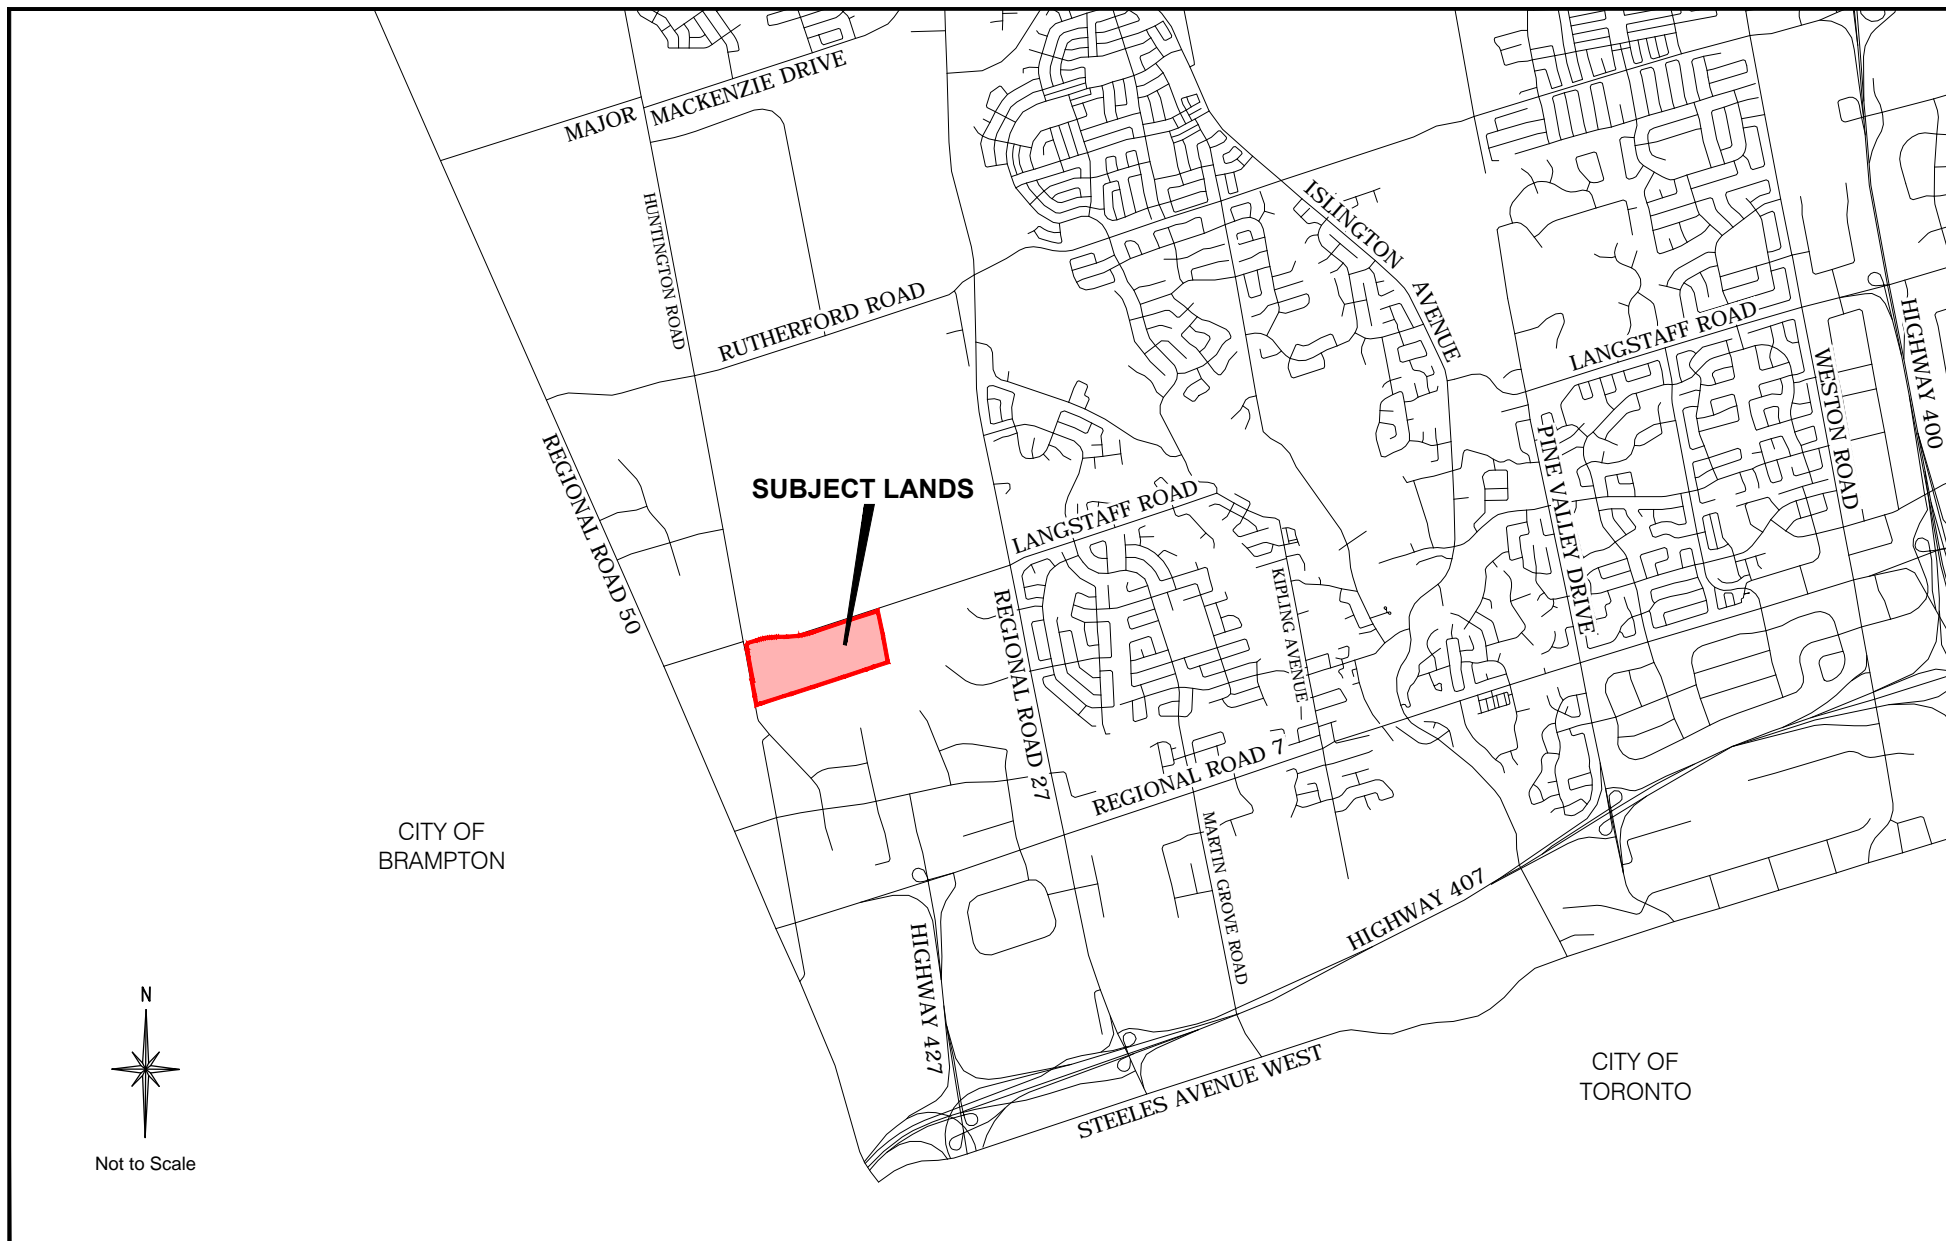 MAJOR MACKENZIE DRIVE
HUNTINGTON ROAD
ISLINGTON AVENUE
RUTHERFORD ROAD
LANGSTAFF ROAD
HIGHWAY 400
WESTON ROAD
PINE VALLEY DRIVE
REGIONAL ROAD 50
SUBJECT LANDS
LANGSTAFF ROAD
KIPLING AVENUE
REGIONAL ROAD 27
REGIONAL ROAD 7
MARTIN GROVE ROAD
CITY OF
BRAMPTON
HIGHWAY 407
HIGHWAY 427
STEELES AVENUE WEST
CITY OF
TORONTO
N
Not to Scale